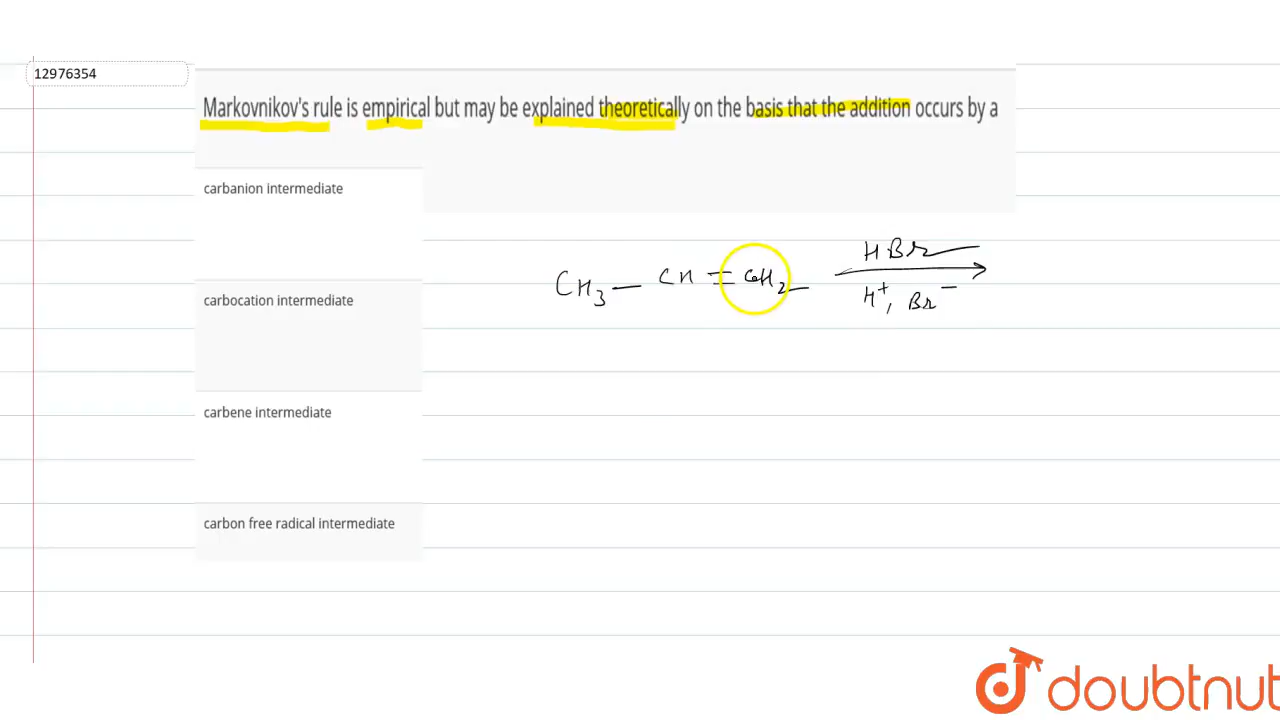 12976354
Markovnikov's rule is empirical but may be explained theoretically on the basis that the addition occurs by a
carbanion intermediate
CH3 — CH = CH2 — HBr
H+, Br−
carbocation intermediate
carbene intermediate
carbon free radical intermediate
doubtnut